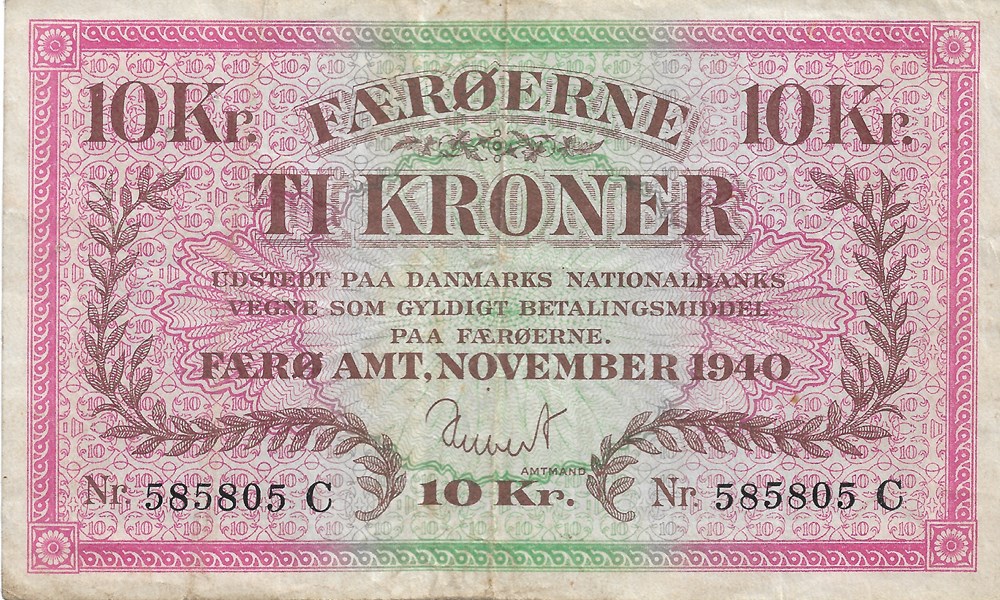 10 Kr. FÆRØERNE 10 Kr.
TI KRONER
UDSTEDT PAA DANMARKS NATIONALBANKS
VEGNE SOM GYLDIGT BETALINGSMIDDEL
PAA FÆRØERNE.
FÆRØ AMT, NOVEMBER 1940
AMTMAND
Nr. 585805 C 10 Kr. Nr. 585805 C